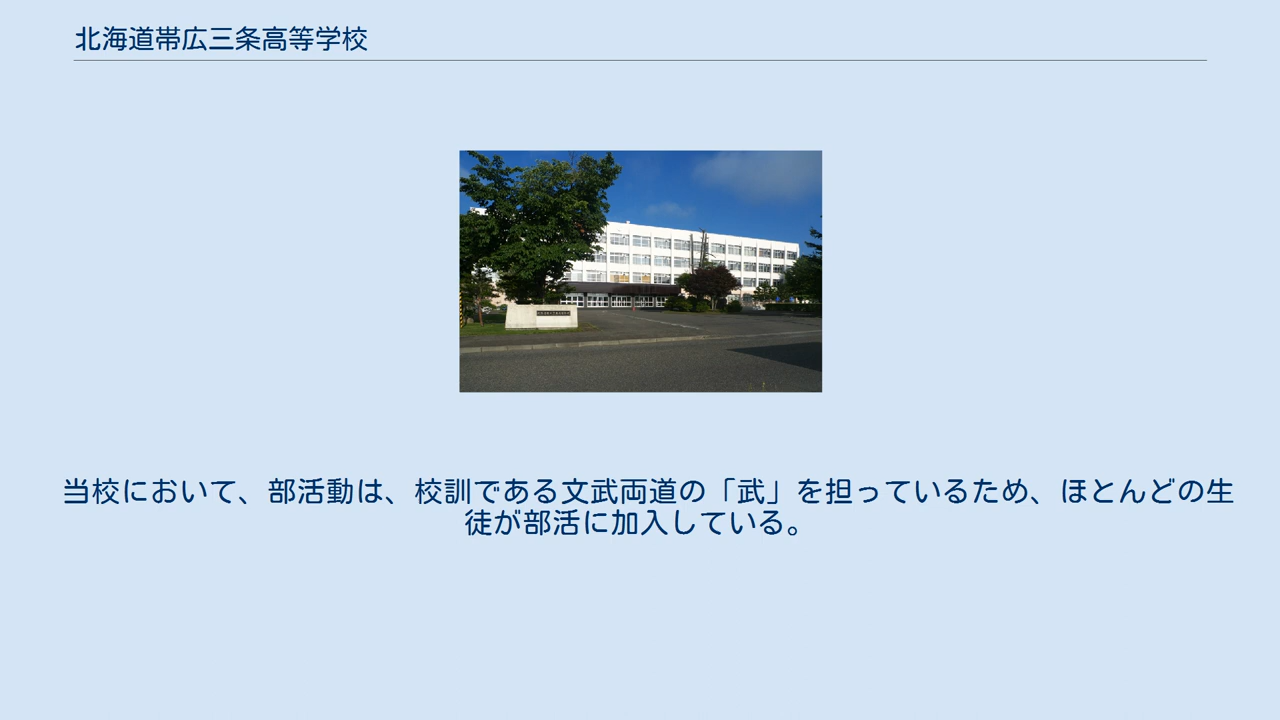 北海道帯広三条高等学校
当校において、部活動は、校訓である文武両道の「武」を担っているため、ほとんどの生
徒が部活に加入している。